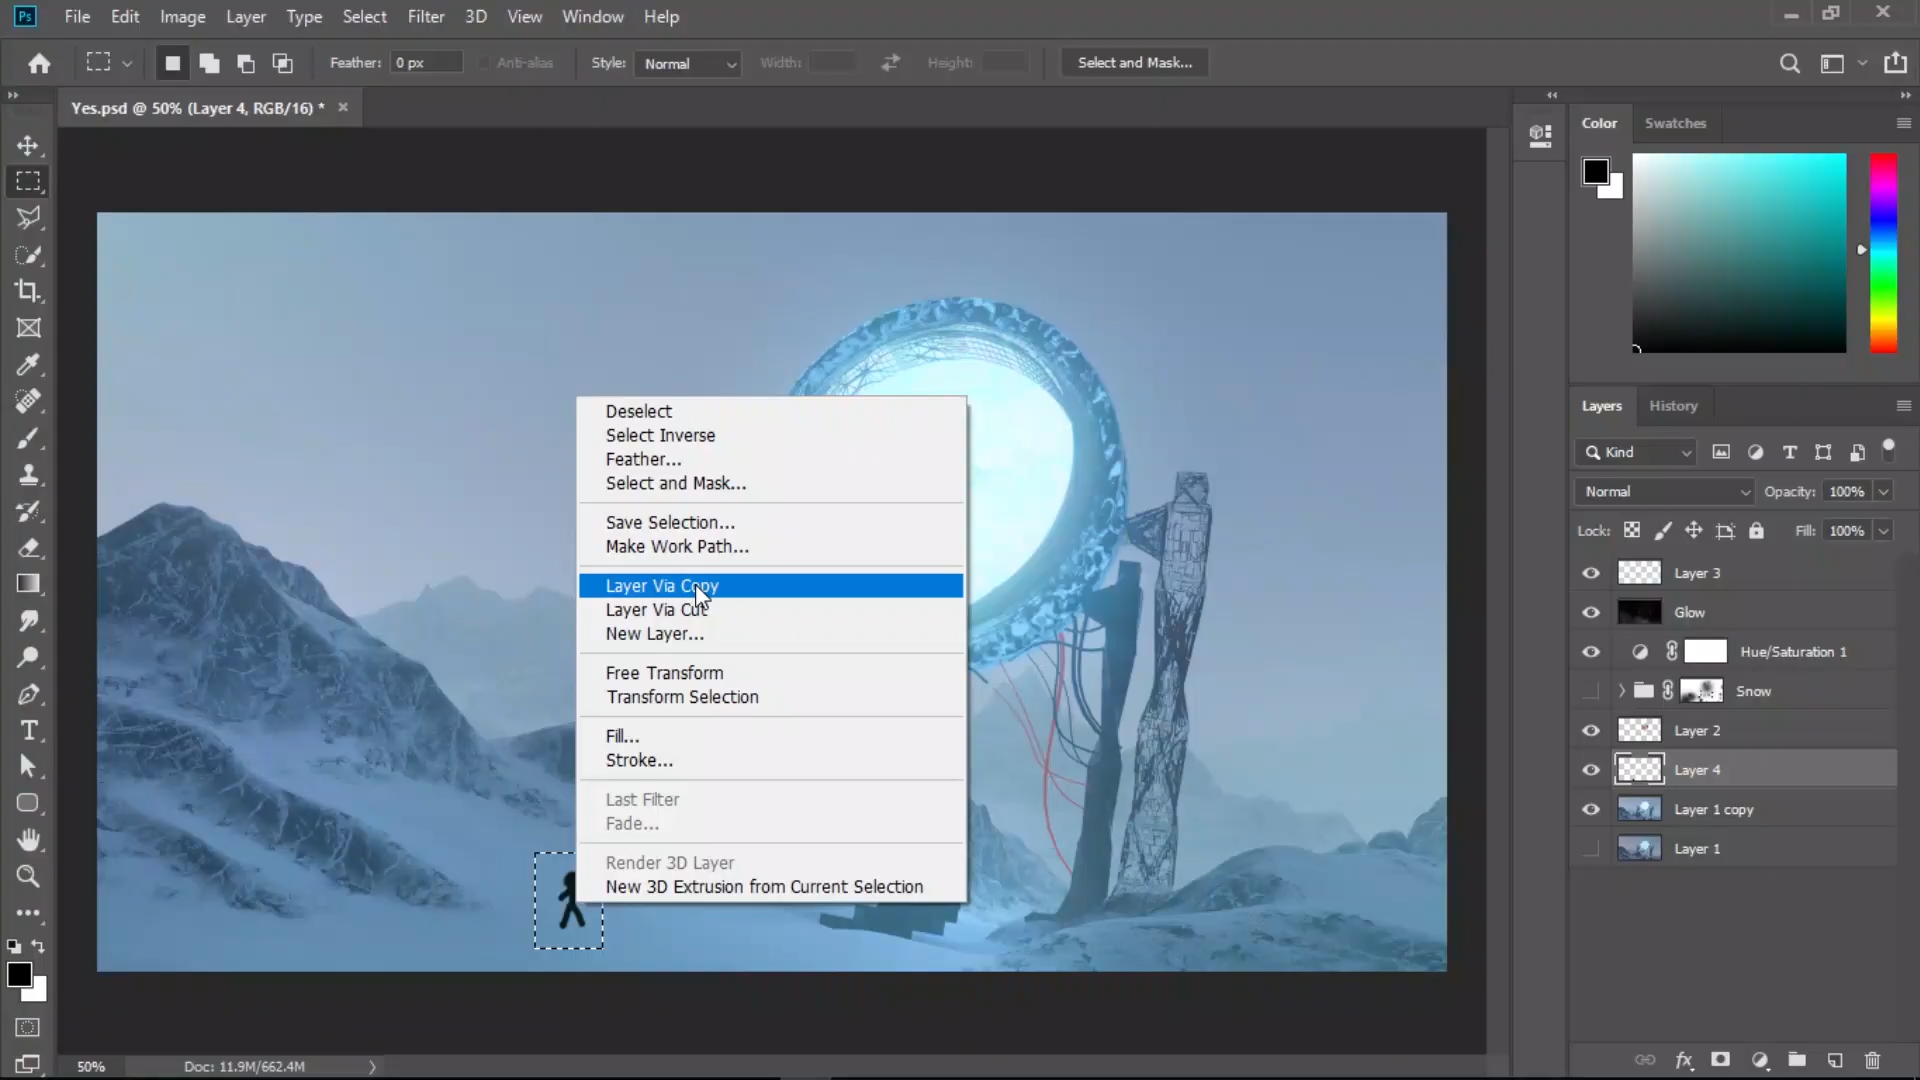 Ps File Edit Image Layer Type Select Filter 3D View Window Help
Feather: 0 px Anti-alias Style: Normal Width: Height: Select and Mask...
Yes.psd @ 50% (Layer 4, RGB/16) *
Color Swatches
Deselect
Select Inverse
Feather...
Select and Mask...
Save Selection...
Make Work Path...
Layer Via Copy
Layer Via Cut
New Layer...
Free Transform
Transform Selection
Fill...
Stroke...
Last Filter
Fade...
Render 3D Layer
New 3D Extrusion from Current Selection
Layers History
Kind
Normal Opacity: 100%
Lock: Fill: 100%
Layer 3
Glow
Hue/Saturation 1
Snow
Layer 2
Layer 4
Layer 1 copy
Layer 1
fx
50% Doc: 11.9M/662.4M